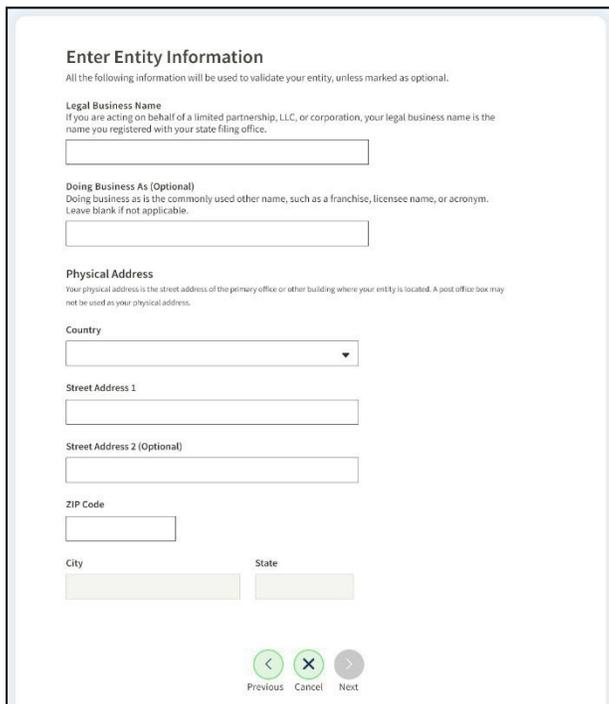 Enter Entity Information
All the following information will be used to validate your entity, unless marked as optional.
Legal Business Name
If you are acting on behalf of a limited partnership, LLC, or corporation, your legal business name is the
name you registered with your state filing office.
Doing Business As (Optional)
Doing business as is the commonly used other name, such as a franchise, licensee name, or acronym.
Leave blank if not applicable.
Physical Address
Your physical address is the street address of the primary office or other building where your entity is located. A post office box may
not be used as your physical address.
Country
Street Address 1
Street Address 2 (Optional)
ZIP Code
City State
Previous Cancel Next